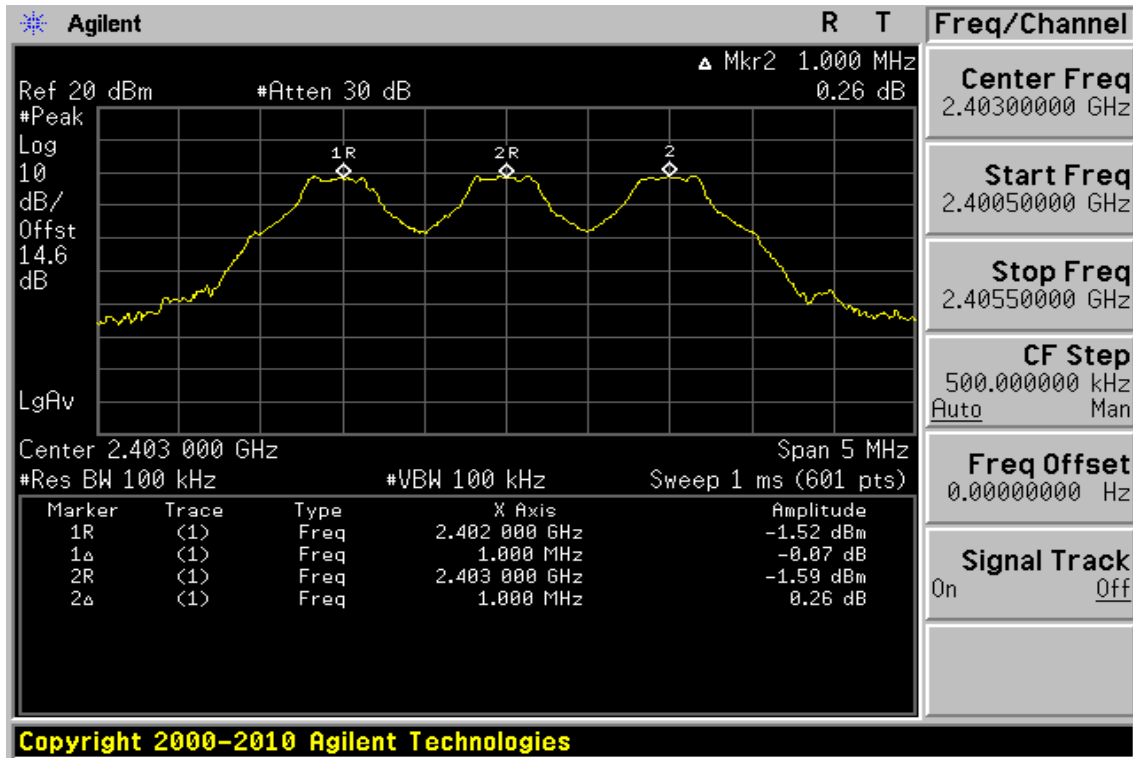 Agilent R T Freq/Channel
Δ Mkr2 1.000 MHz
Ref 20 dBm #Atten 30 dB 0.26 dB
#Peak
Log
10
dB/
Offst
14.6
dB
1R 2R 2
LgAv
Center 2.403 000 GHz Span 5 MHz
#Res BW 100 kHz #VBW 100 kHz Sweep 1 ms (601 pts)
Marker Trace Type X Axis Amplitude
1R (1) Freq 2.402 000 GHz -1.52 dBm
1Δ (1) Freq 1.000 MHz -0.07 dB
2R (1) Freq 2.403 000 GHz -1.59 dBm
2Δ (1) Freq 1.000 MHz 0.26 dB
Center Freq
2.40300000 GHz
Start Freq
2.40050000 GHz
Stop Freq
2.40550000 GHz
CF Step
500.000000 kHz
Auto Man
Freq Offset
0.00000000 Hz
Signal Track
On Off
Copyright 2000-2010 Agilent Technologies